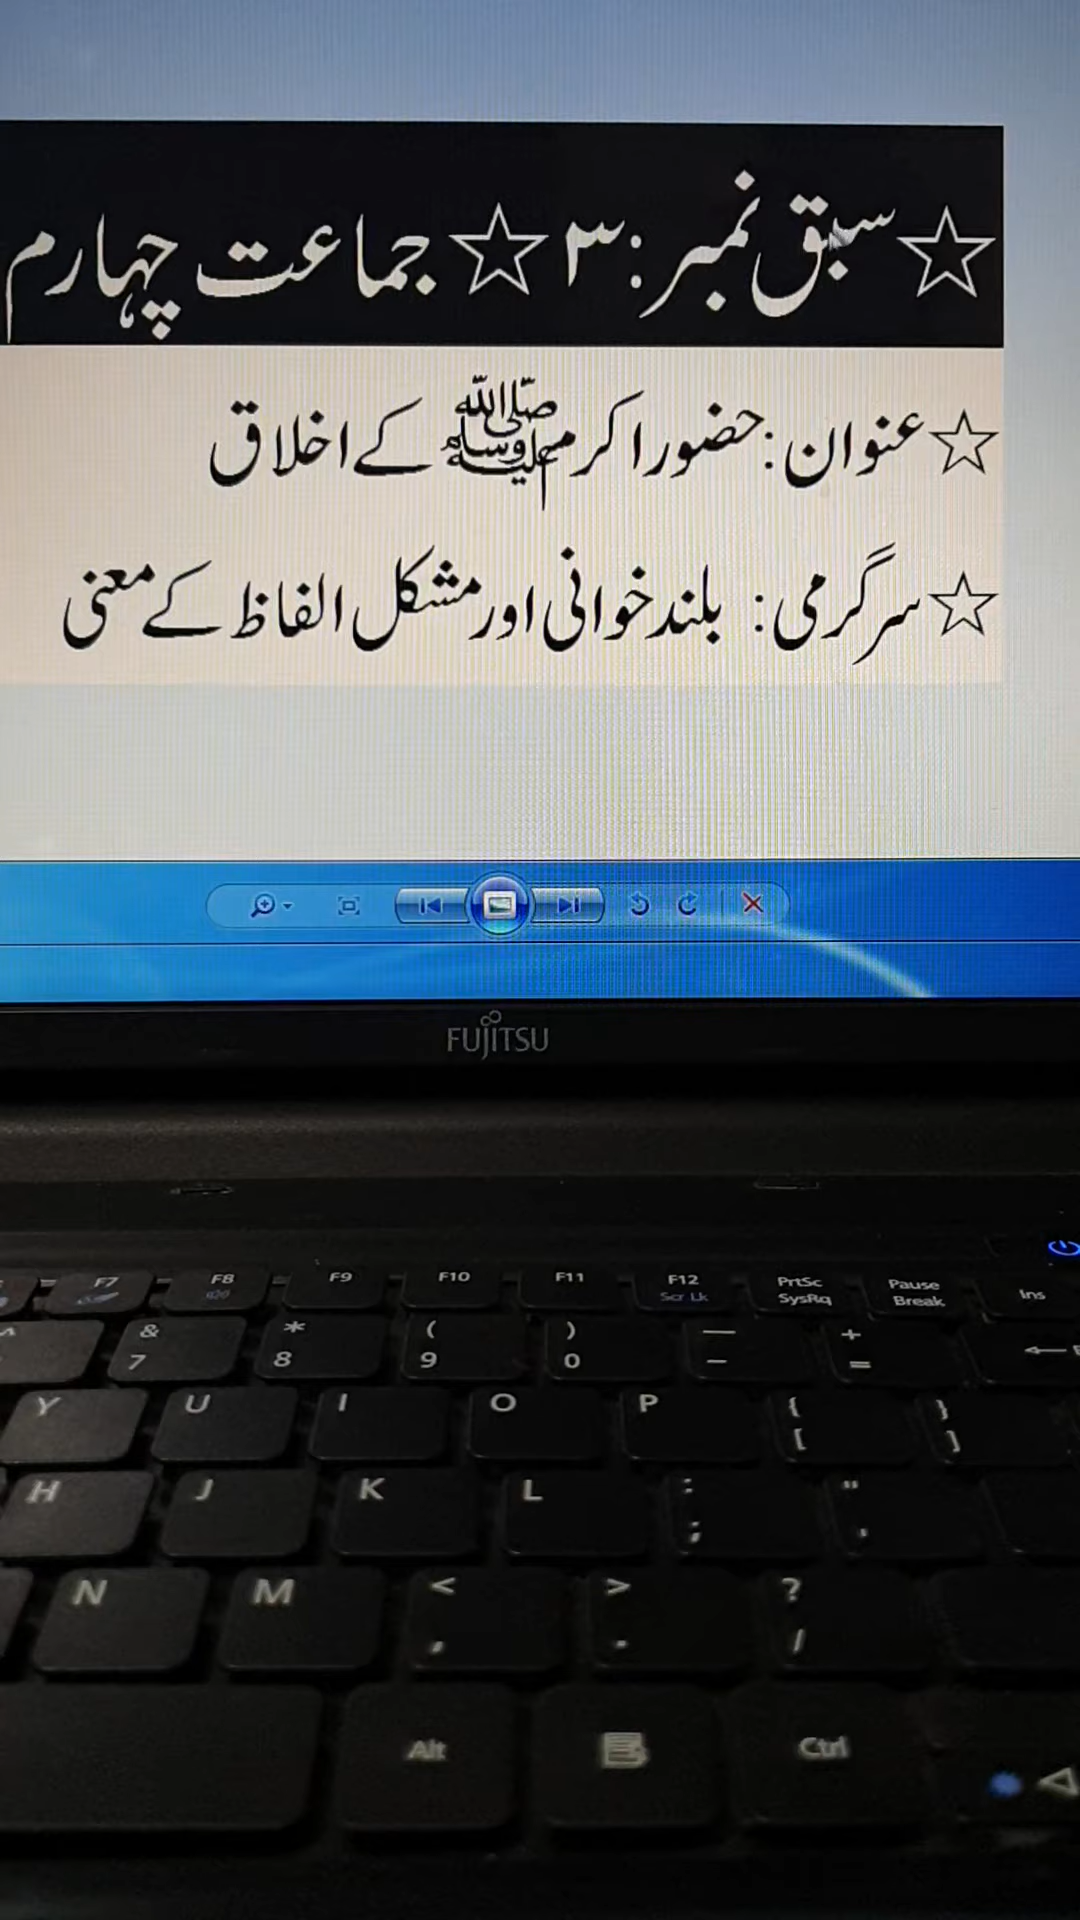 ☆ سبق نمبر: ۳ ☆ جماعت چہارم
☆ عنوان: حضور اکرم ﷺ کے اخلاق
☆ سرگرمی: بلند خوانی اور مشکل الفاظ کے معنی
FUJITSU
F7 F8 F9 F10 F11 F12 Scr Lk PrtSc SysRq Pause Break Ins
& 7 * 8 ( 9 ) 0 — - + =
Y U I O P { [ } ]
H J K L : ; " '
N M < , > . ? /
Alt Ctrl